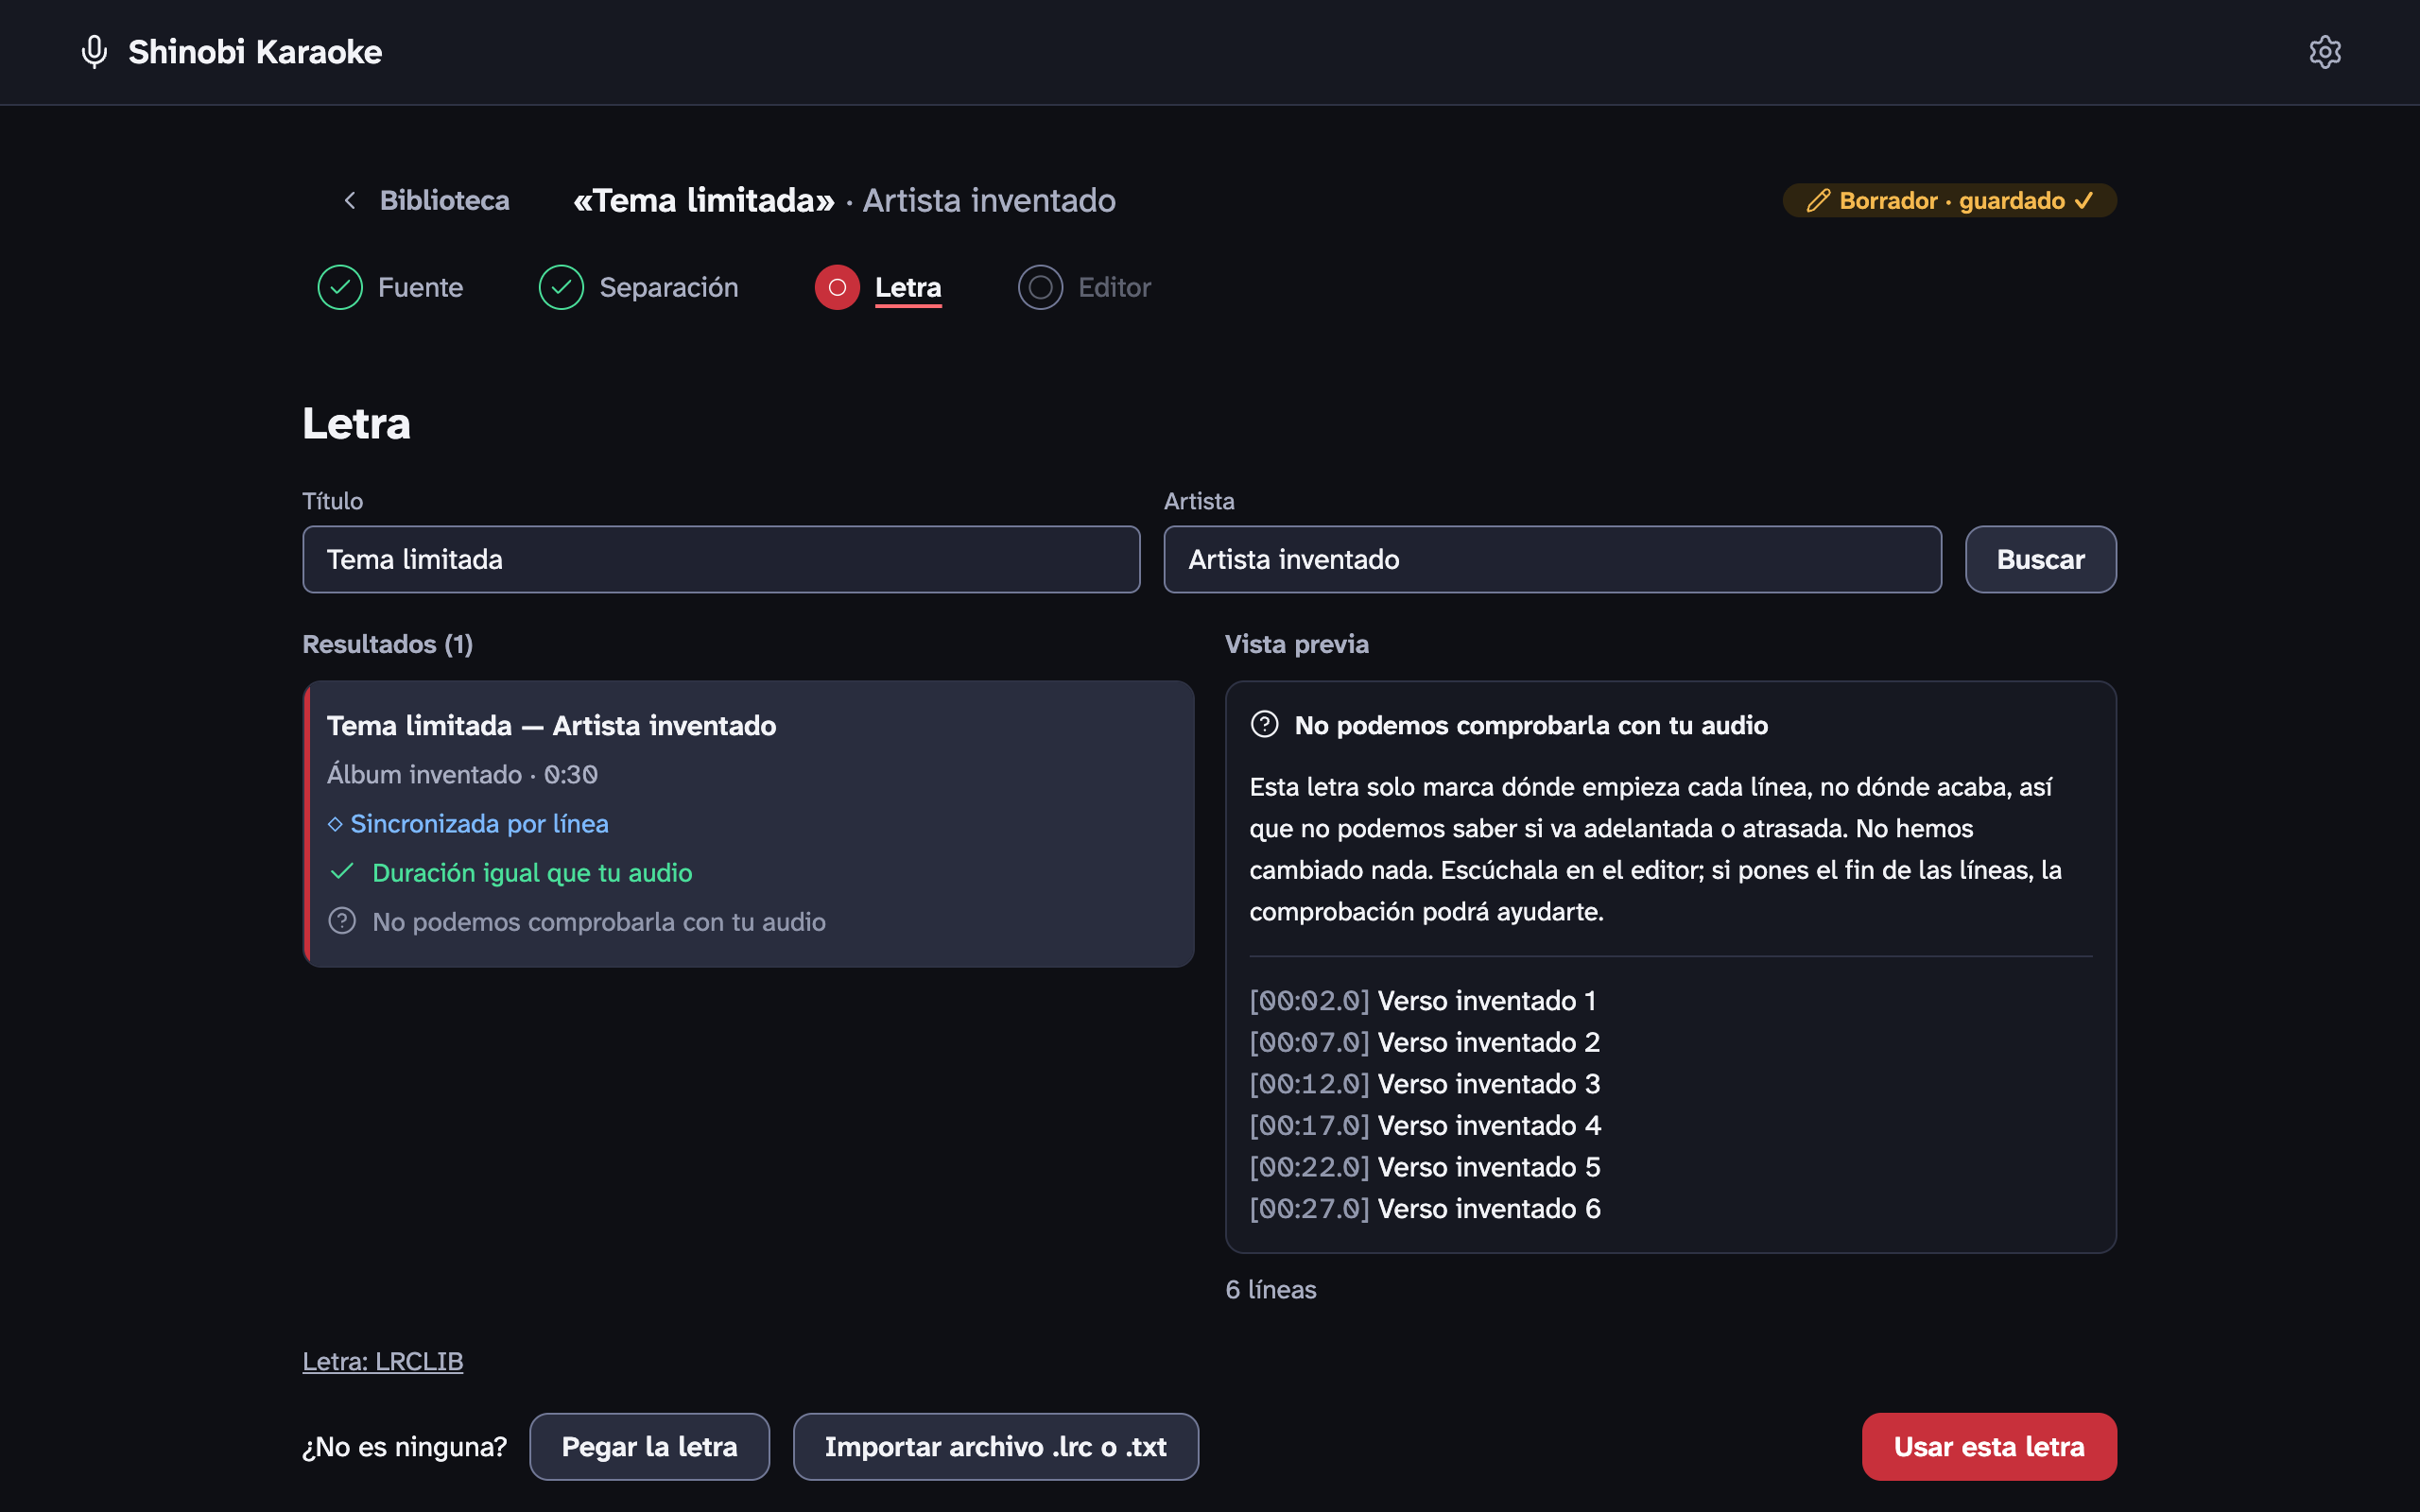 Shinobi Karaoke
Biblioteca
«Tema limitada» · Artista inventado
Borrador · guardado ✓
Fuente
Separación
Letra
Editor
Letra
Título
Artista
Tema limitada
Artista inventado
Buscar
Resultados (1)
Tema limitada — Artista inventado
Álbum inventado · 0:30
◇ Sincronizada por línea
Duración igual que tu audio
No podemos comprobarla con tu audio
Vista previa
No podemos comprobarla con tu audio
Esta letra solo marca dónde empieza cada línea, no dónde acaba, así
que no podemos saber si va adelantada o atrasada. No hemos
cambiado nada. Escúchala en el editor; si pones el fin de las líneas, la
comprobación podrá ayudarte.
[00:02.0] Verso inventado 1
[00:07.0] Verso inventado 2
[00:12.0] Verso inventado 3
[00:17.0] Verso inventado 4
[00:22.0] Verso inventado 5
[00:27.0] Verso inventado 6
6 líneas
Letra: LRCLIB
¿No es ninguna?
Pegar la letra
Importar archivo .lrc o .txt
Usar esta letra